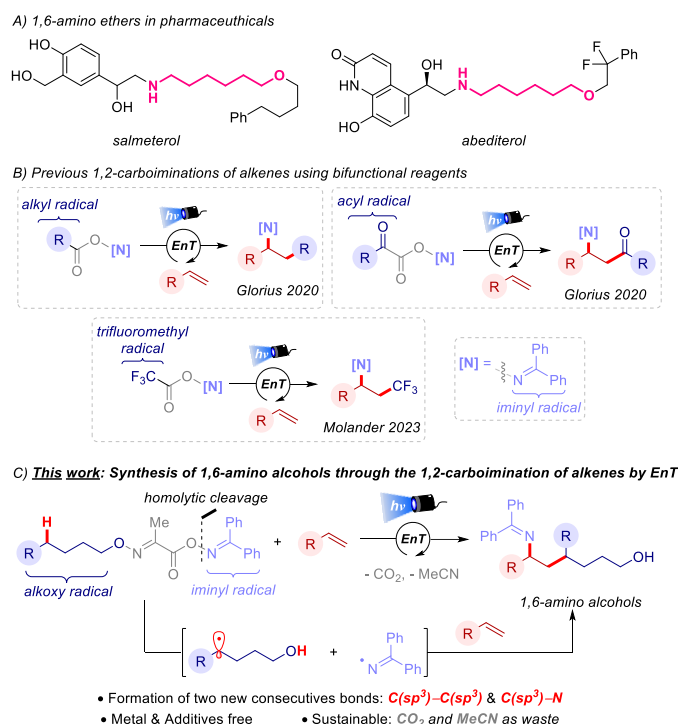 A) 1,6-amino ethers in pharmaceuthicals
HO
HO
OH
N
H
O
Ph
salmeterol
O
HN
HO
OH
H
N
O
F
F
Ph
abediterol
B) Previous 1,2-carboiminations of alkenes using bifunctional reagents
alkyl radical
R
O
O
[N]
hν
EnT
R
[N]
R
R
Glorius 2020
acyl radical
O
R
O
O
[N]
hν
EnT
R
[N]
O
R
R
Glorius 2020
trifluoromethyl
radical
F3C
O
O
[N]
hν
EnT
R
[N]
R
CF3
Molander 2023
[N] =
N
Ph
Ph
iminyl radical
C) This work: Synthesis of 1,6-amino alcohols through the 1,2-carboimination of alkenes by EnT
homolytic cleavage
H
R
O
N
Me
O
O
N
Ph
Ph
alkoxy radical
iminyl radical
+
R
hν
EnT
- CO2, - MeCN
Ph
Ph
N
R
R
OH
1,6-amino alcohols
R
OH
+
N
Ph
Ph
R
• Formation of two new consecutives bonds: C(sp3)–C(sp3) & C(sp3)–N
• Metal & Additives free • Sustainable: CO2 and MeCN as waste